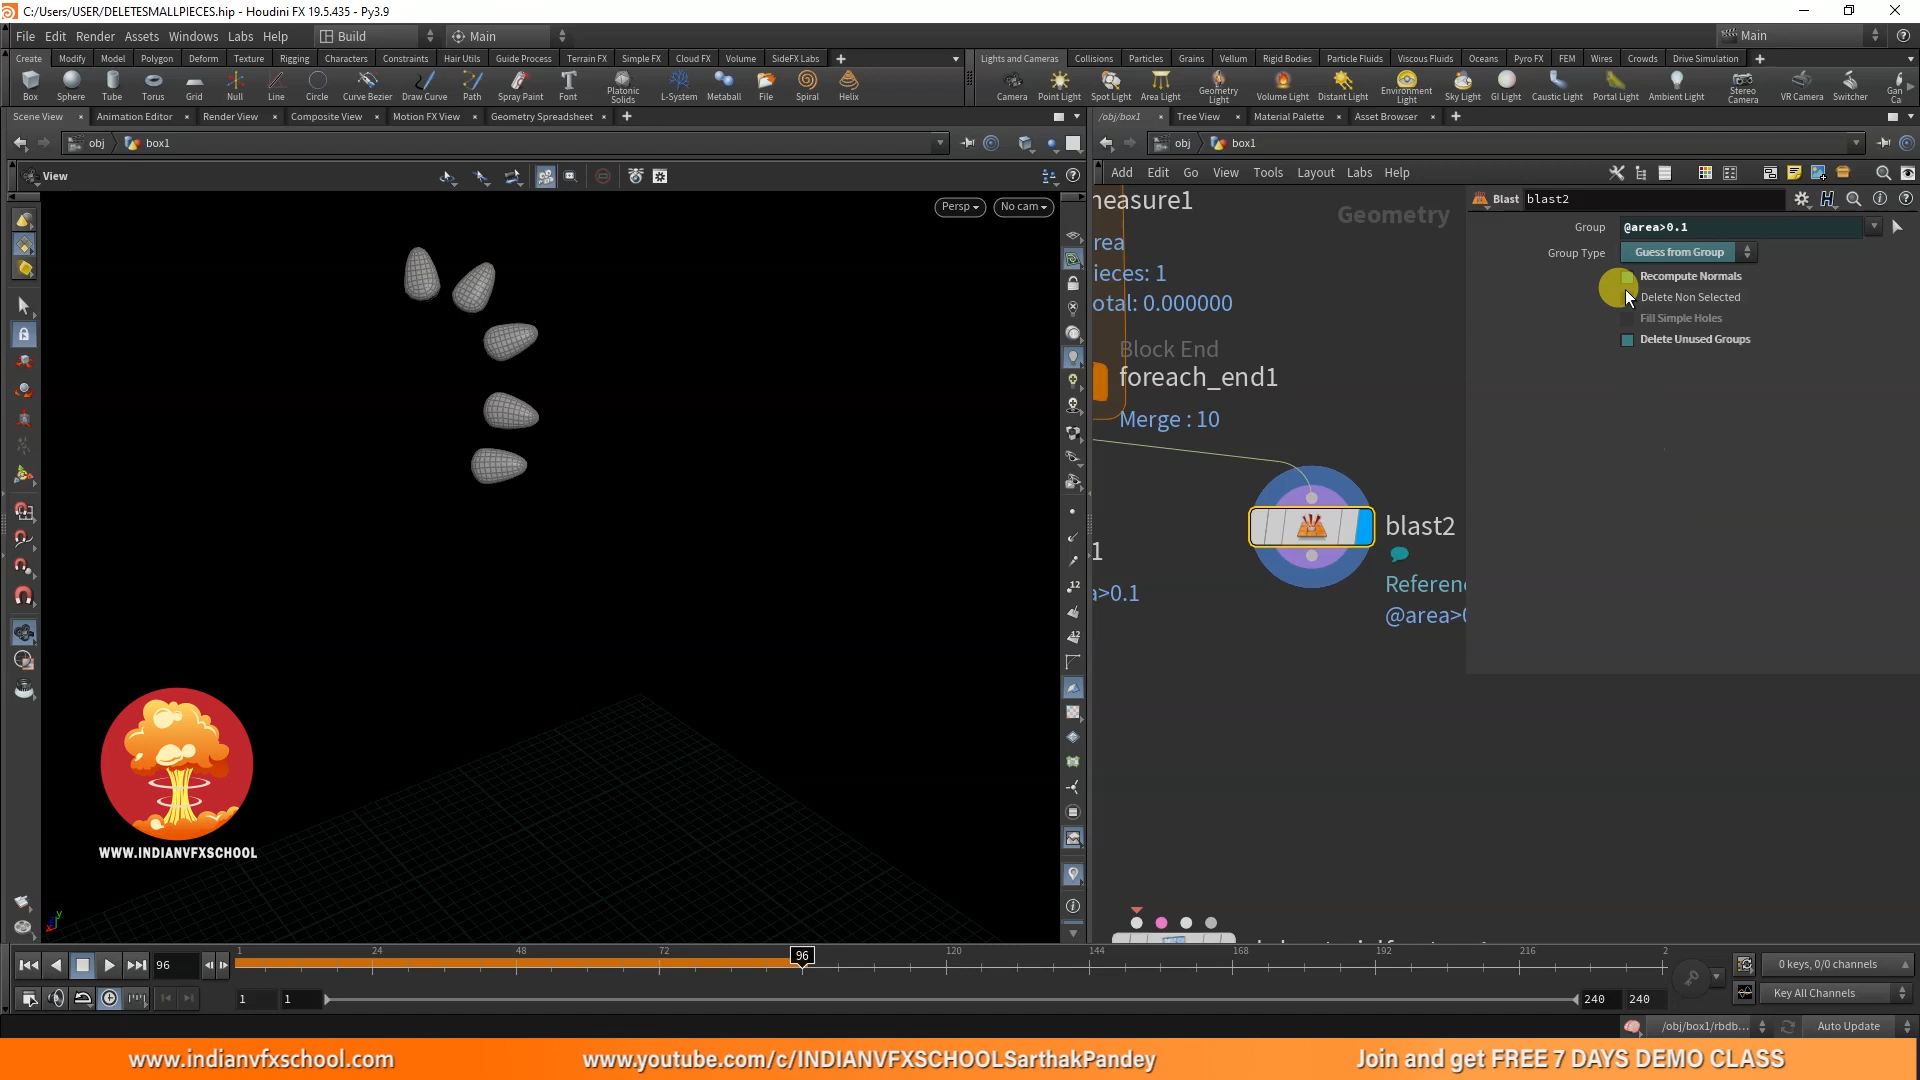 C:/Users/USER/DELETESMALLPIECES.hip - Houdini FX 19.5.435 - Py3.9
File Edit Render Assets Windows Labs Help Build Main Main
Create Modify Model Polygon Deform Texture Rigging Characters Constraints Hair Utils Guide Process Terrain FX Simple FX Cloud FX Volume SideFX Labs
Lights and Cameras Collisions Particles Grains Vellum Rigid Bodies Particle Fluids Viscous Fluids Oceans Pyro FX FEM Wires Crowds Drive Simulation
Box Sphere Tube Torus Grid Null Line Circle Curve Bezier Draw Curve Path Spray Paint Font Platonic Solids L-System Metaball File Spiral Helix
Camera Point Light Spot Light Area Light Geometry Light Volume Light Distant Light Environment Light Sky Light GI Light Caustic Light Portal Light Ambient Light Stereo Camera VR Camera Switcher Gan Ca
Scene View Animation Editor Render View Composite View Motion FX View Geometry Spreadsheet
/obj/box1 Tree View Material Palette Asset Browser
obj box1
obj box1
View
Add Edit Go View Tools Layout Labs Help
Persp No cam
measure1
Geometry
rea
ieces: 1
otal: 0.000000
Block End
foreach_end1
Merge : 10
blast2
1
Referen
a>0.1
@area>
Blast blast2
Group @area>0.1
Group Type Guess from Group
Recompute Normals
Delete Non Selected
Fill Simple Holes
Delete Unused Groups
12
12
WWW.INDIANVFXSCHOOL
y
1 24 48 72 96 120 144 168 192 216 2
96
0 keys, 0/0 channels
1 1 240 240
Key All Channels
/obj/box1/rbdb... Auto Update
www.indianvfxschool.com www.youtube.com/c/INDIANVFXSCHOOLSarthakPandey Join and get FREE 7 DAYS DEMO CLASS